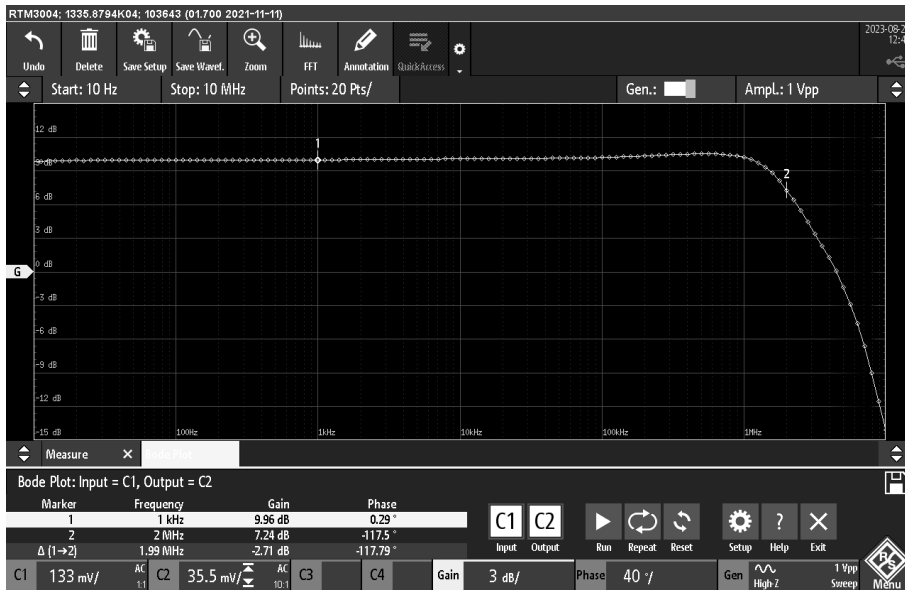 RTM3004; 1335.8794K04; 103643 (01.700 2021-11-11)
2023-08-2
12:4
Undo Delete Save Setup Save Wavef. Zoom FFT Annotation QuickAccess
Start: 10 Hz Stop: 10 MHz Points: 20 Pts/ Gen.: Ampl.: 1 Vpp
12 dB
9 dB
6 dB
3 dB
0 dB
-3 dB
-6 dB
-9 dB
-12 dB
-15 dB
1
2
G
100Hz 1kHz 10kHz 100kHz 1MHz
Measure X Bode Plot
Bode Plot: Input = C1, Output = C2
Marker Frequency Gain Phase
1 1 kHz 9.96 dB 0.29 °
2 2 MHz 7.24 dB -117.5 °
Δ (1→2) 1.99 MHz -2.71 dB -117.79 °
C1 C2
Input Output Run Repeat Reset Setup ? Help Exit
C1 133 mV/ AC 1:1 C2 35.5 mV/ AC 10:1 C3 C4 Gain 3 dB/ Phase 40 °/ Gen High-Z 1 Vpp Sweep
R&S
Menu